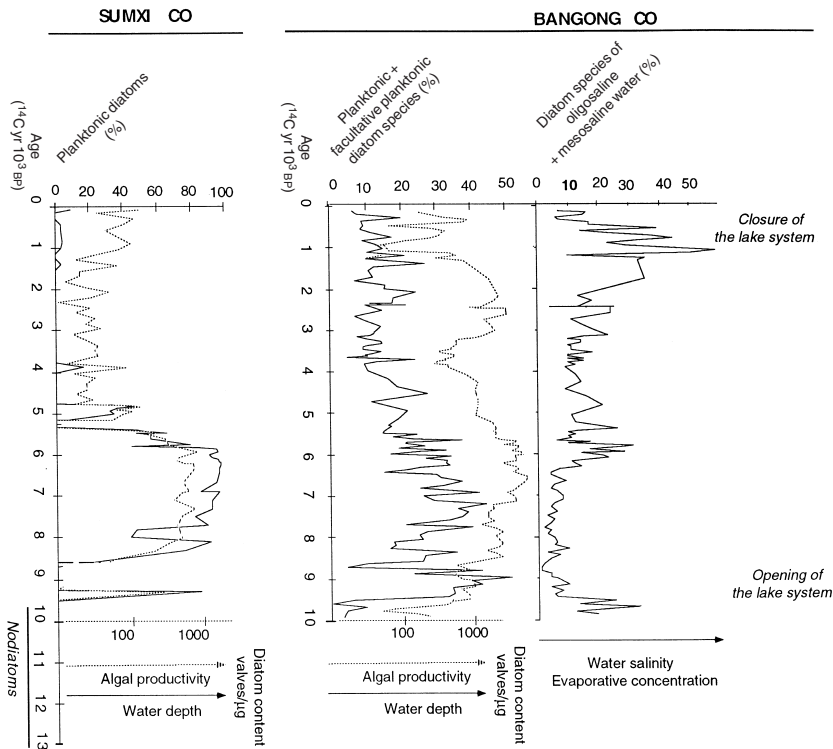 SUMXI CO
BANGONG CO
Age
(14C yr 10³ BP)
Planktonic diatoms
(%)
Age
(14C yr 10³ BP)
Planktonic +
facultative planktonic
diatom species (%)
Diatom species of
oligosaline
+ mesosaline water (%)
0 20 40 60 80 100
0 10 20 30 40 50
0 10 20 30 40 50
0
1
2
3
4
5
6
7
8
9
10
11
12
13
0
1
2
3
4
5
6
7
8
9
10
Closure of
the lake system
Opening of
the lake system
Nodiatoms
100 1000
Diatom content
valves/µg
Algal productivity
Water depth
100 1000
Diatom content
valves/µg
Algal productivity
Water depth
Water salinity
Evaporative concentration